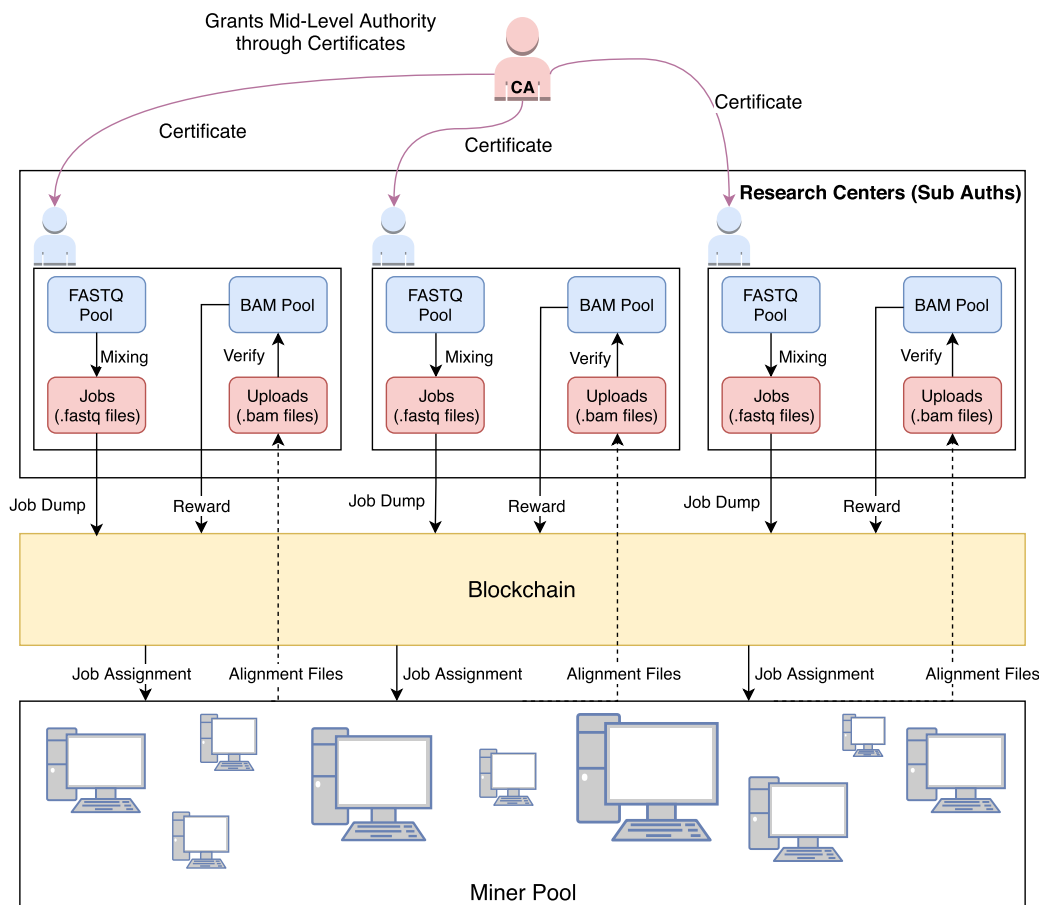 Grants Mid-Level Authority
through Certificates
CA
Certificate
Certificate
Certificate
Research Centers (Sub Auths)
FASTQ
Pool
BAM Pool
Mixing
Verify
Jobs
(.fastq files)
Uploads
(.bam files)
FASTQ
Pool
BAM Pool
Mixing
Verify
Jobs
(.fastq files)
Uploads
(.bam files)
FASTQ
Pool
BAM Pool
Mixing
Verify
Jobs
(.fastq files)
Uploads
(.bam files)
Job Dump
Reward
Job Dump
Reward
Job Dump
Reward
Blockchain
Job Assignment
Alignment Files
Job Assignment
Alignment Files
Job Assignment
Alignment Files
Miner Pool